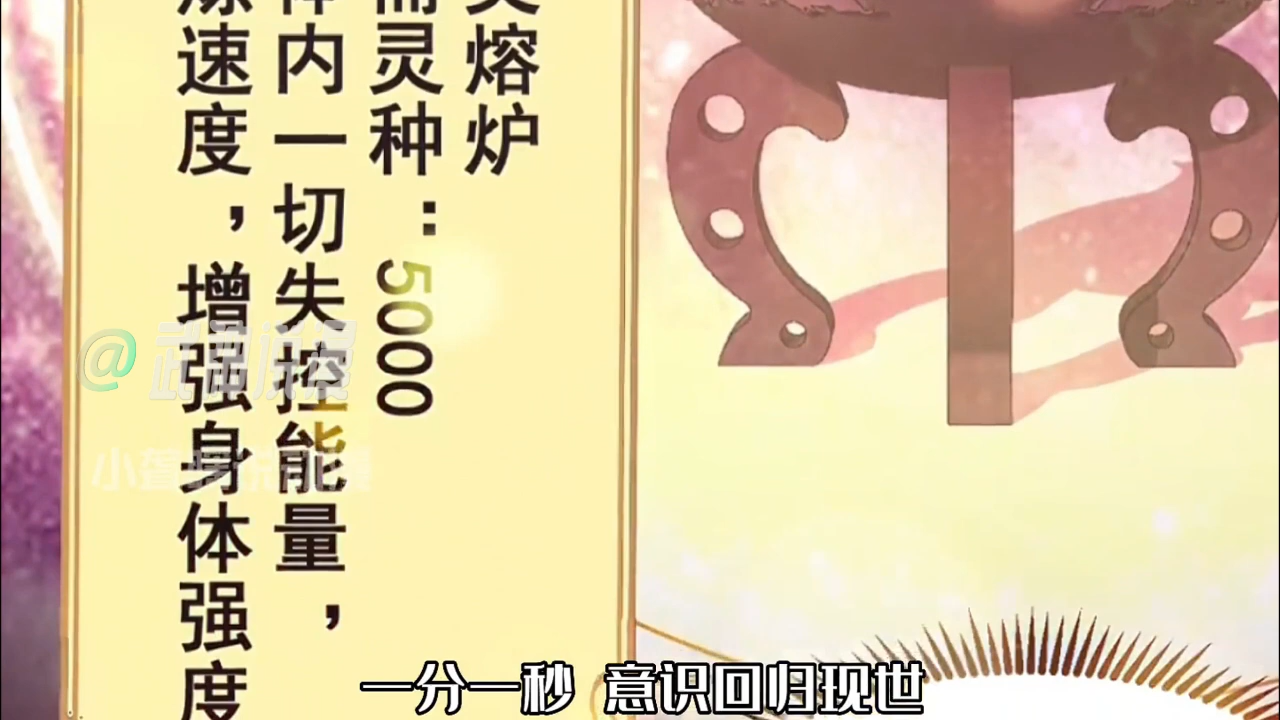 熔炉
灵种：5000
体内一切失控能量，
速度，增强身体强度
一分一秒 意识回归现世